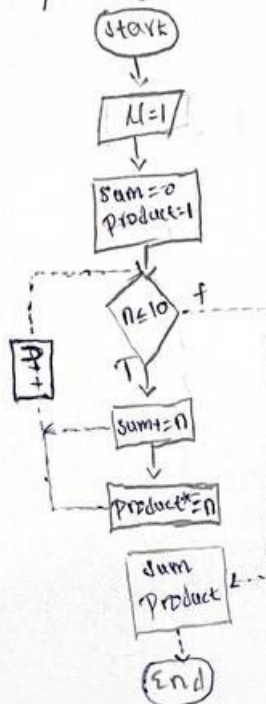 start
n=1
sum=0
product=1
n≤10
f
T
n++
sum+=n
product*=n
sum
product
End